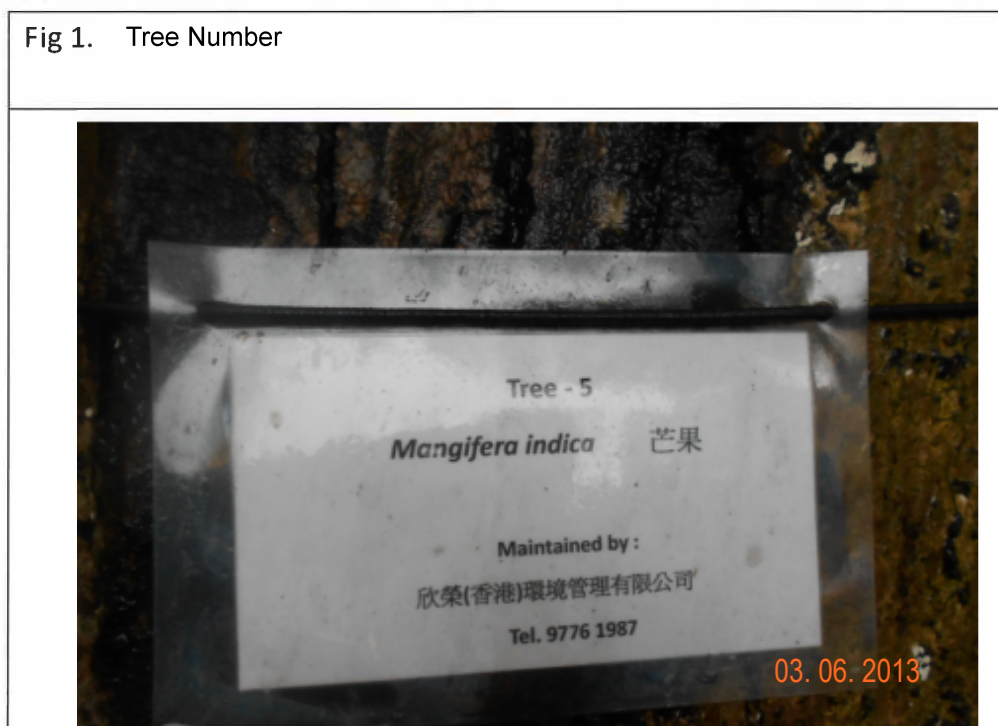 Fig 1. Tree Number
Tree - 5
Mangifera indica 芒果
Maintained by :
欣榮(香港)環境管理有限公司
Tel. 9776 1987
03. 06. 2013